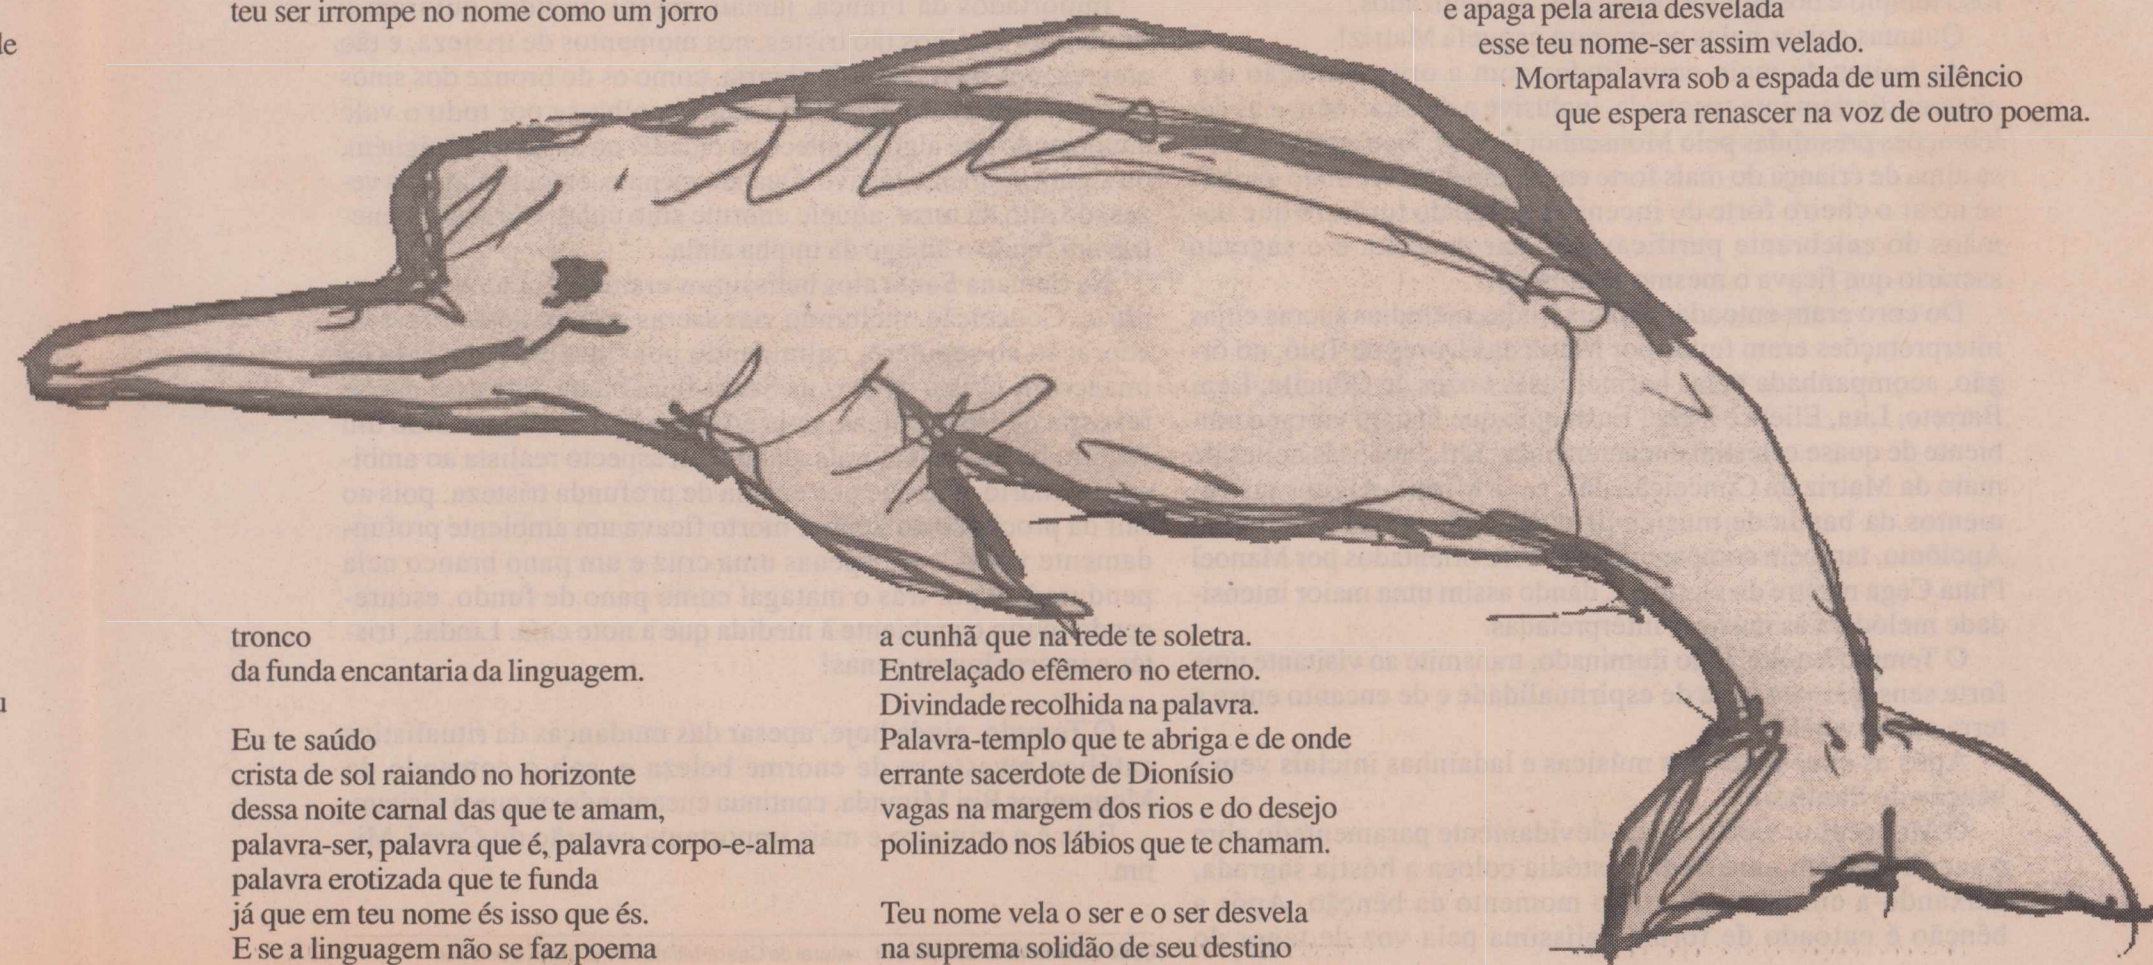 teu ser irrompe no nome como um jorro
e apaga pela areia desvelada
esse teu nome-ser assim velado.
Mortapalavra sob a espada de um silêncio
que espera renascer na voz de outro poema.
tronco
da funda encantaria da linguagem.
Eu te saúdo
crista de sol raiando no horizonte
dessa noite carnal das que te amam,
palavra-ser, palavra que é, palavra corpo-e-alma
palavra erotizada que te funda
já que em teu nome és isso que és.
E se a linguagem não se faz poema
a cunhã que na rede te soletra.
Entrelaçado efêmero no eterno.
Divindade recolhida na palavra.
Palavra-templo que te abriga e de onde
errante sacerdote de Dionísio
vagas na margem dos rios e do desejo
polinizado nos lábios que te chamam.
Teu nome vela o ser e o ser desvela
na suprema solidão de seu destino